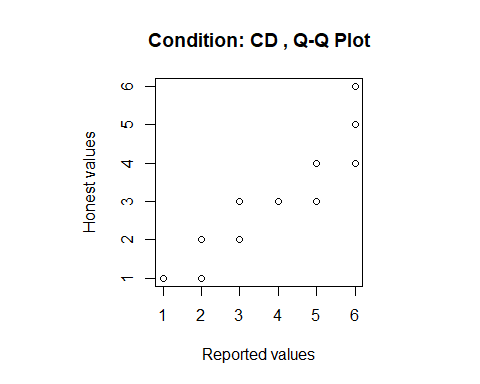 Condition: CD , Q-Q Plot
Honest values
6
5
4
3
2
1
1 2 3 4 5 6
Reported values